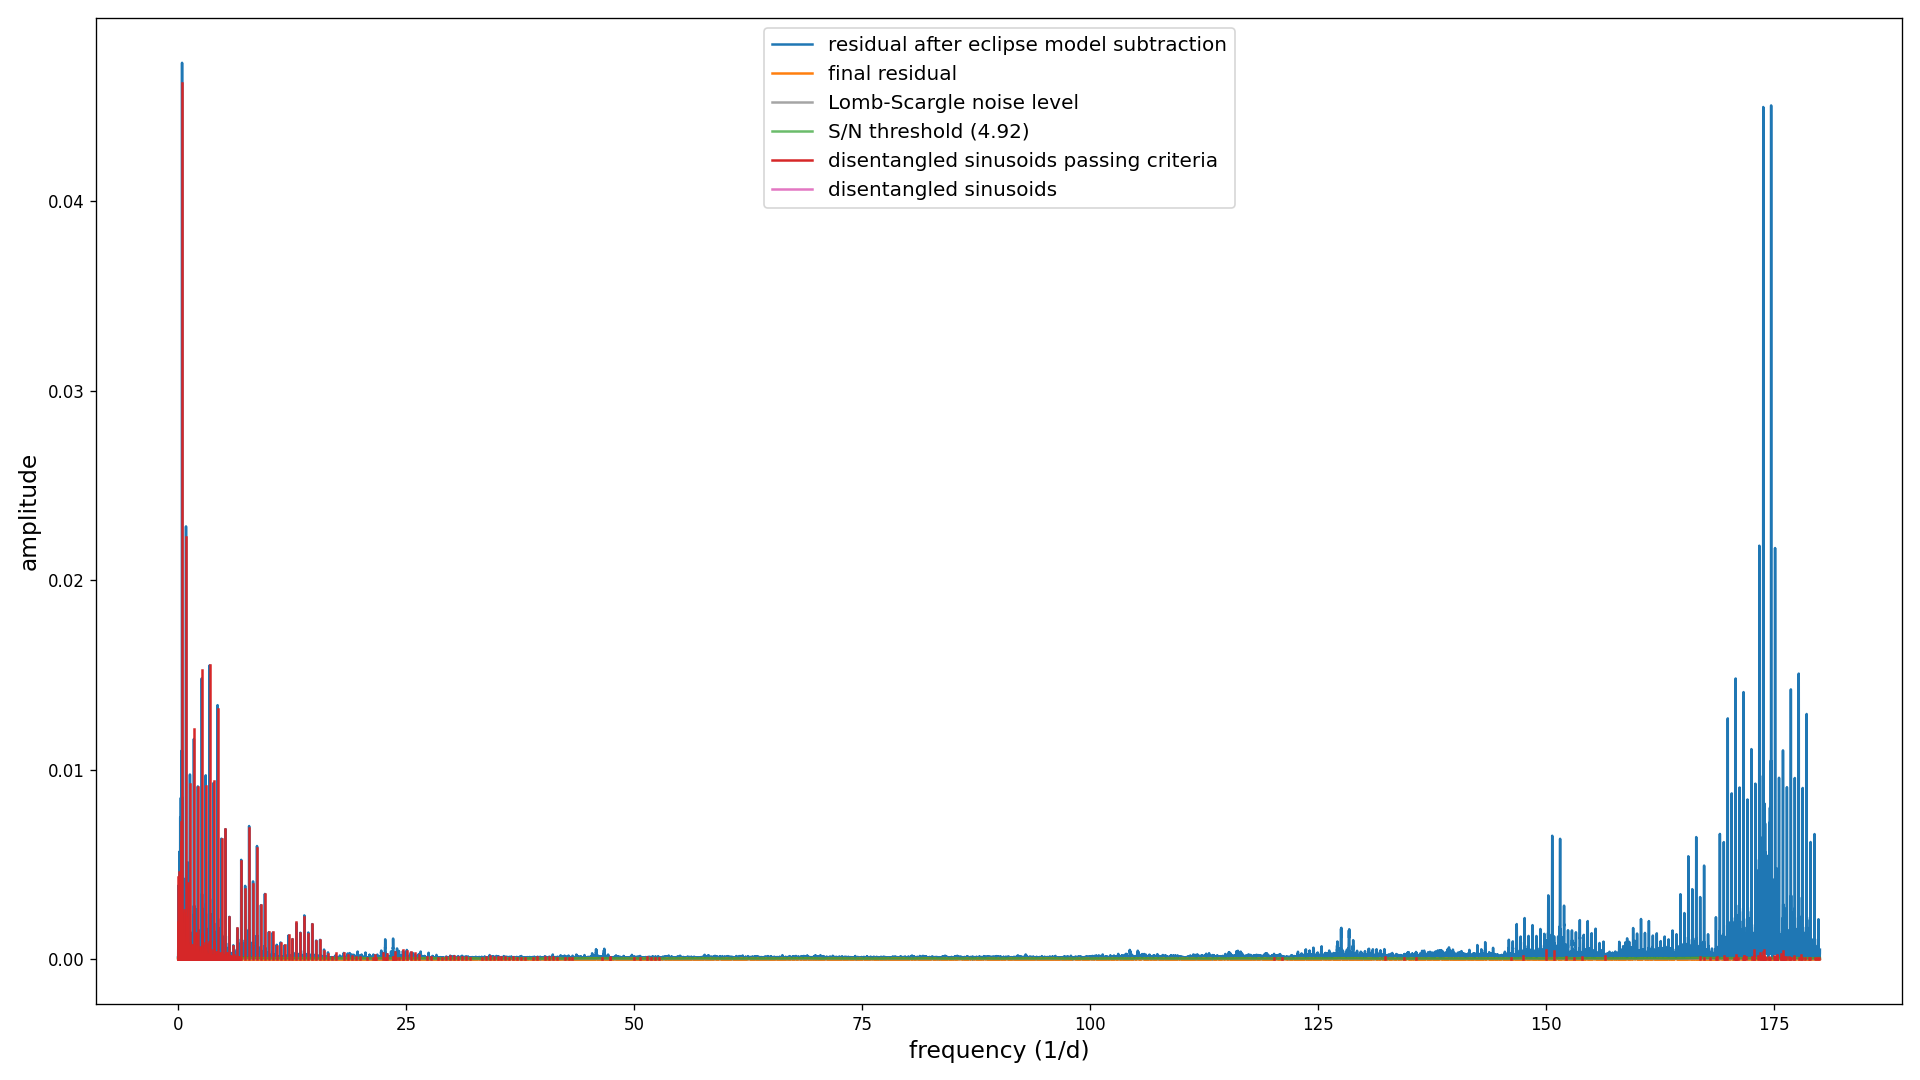 residual after eclipse model subtraction
final residual
Lomb-Scargle noise level
S/N threshold (4.92)
disentangled sinusoids passing criteria
disentangled sinusoids
amplitude
0.04
0.03
0.02
0.01
0.00
0 25 50 75 100 125 150 175
frequency (1/d)